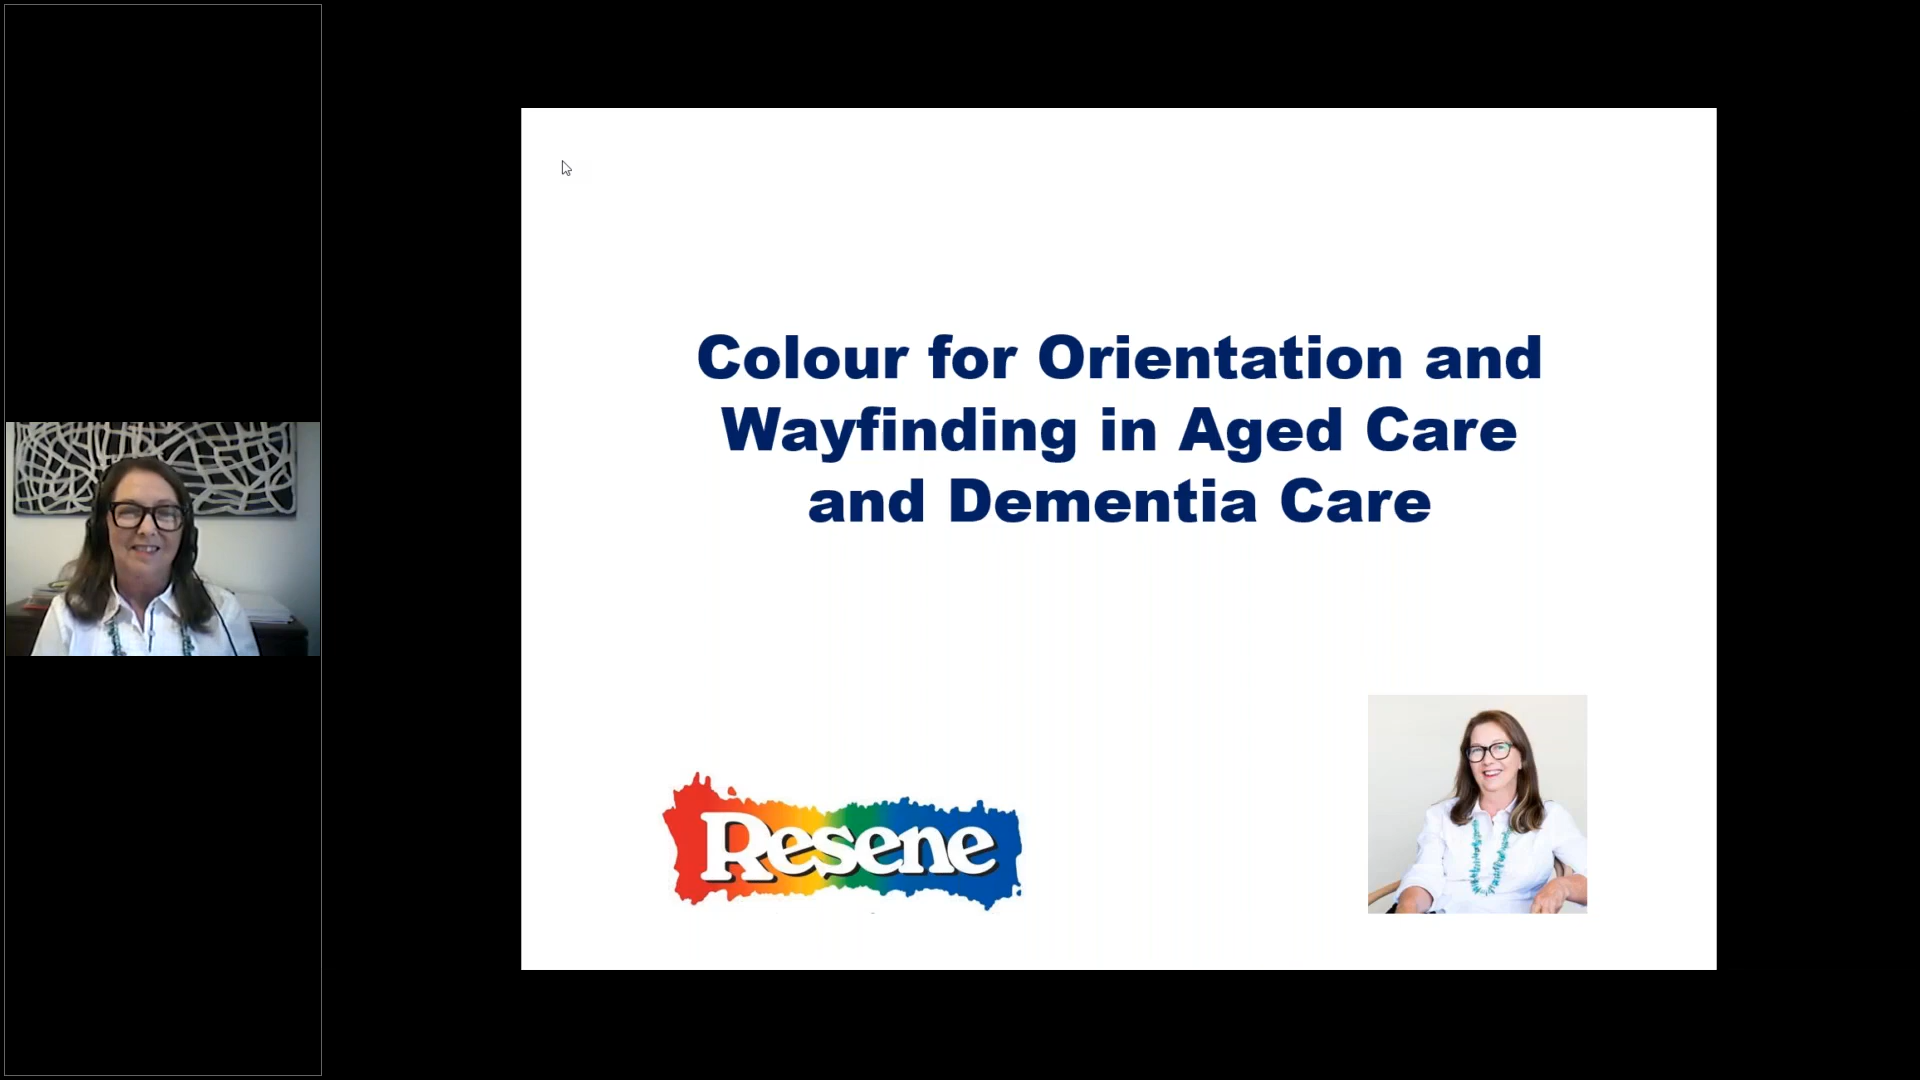 Colour for Orientation and
Wayfinding in Aged Care
and Dementia Care
Resene